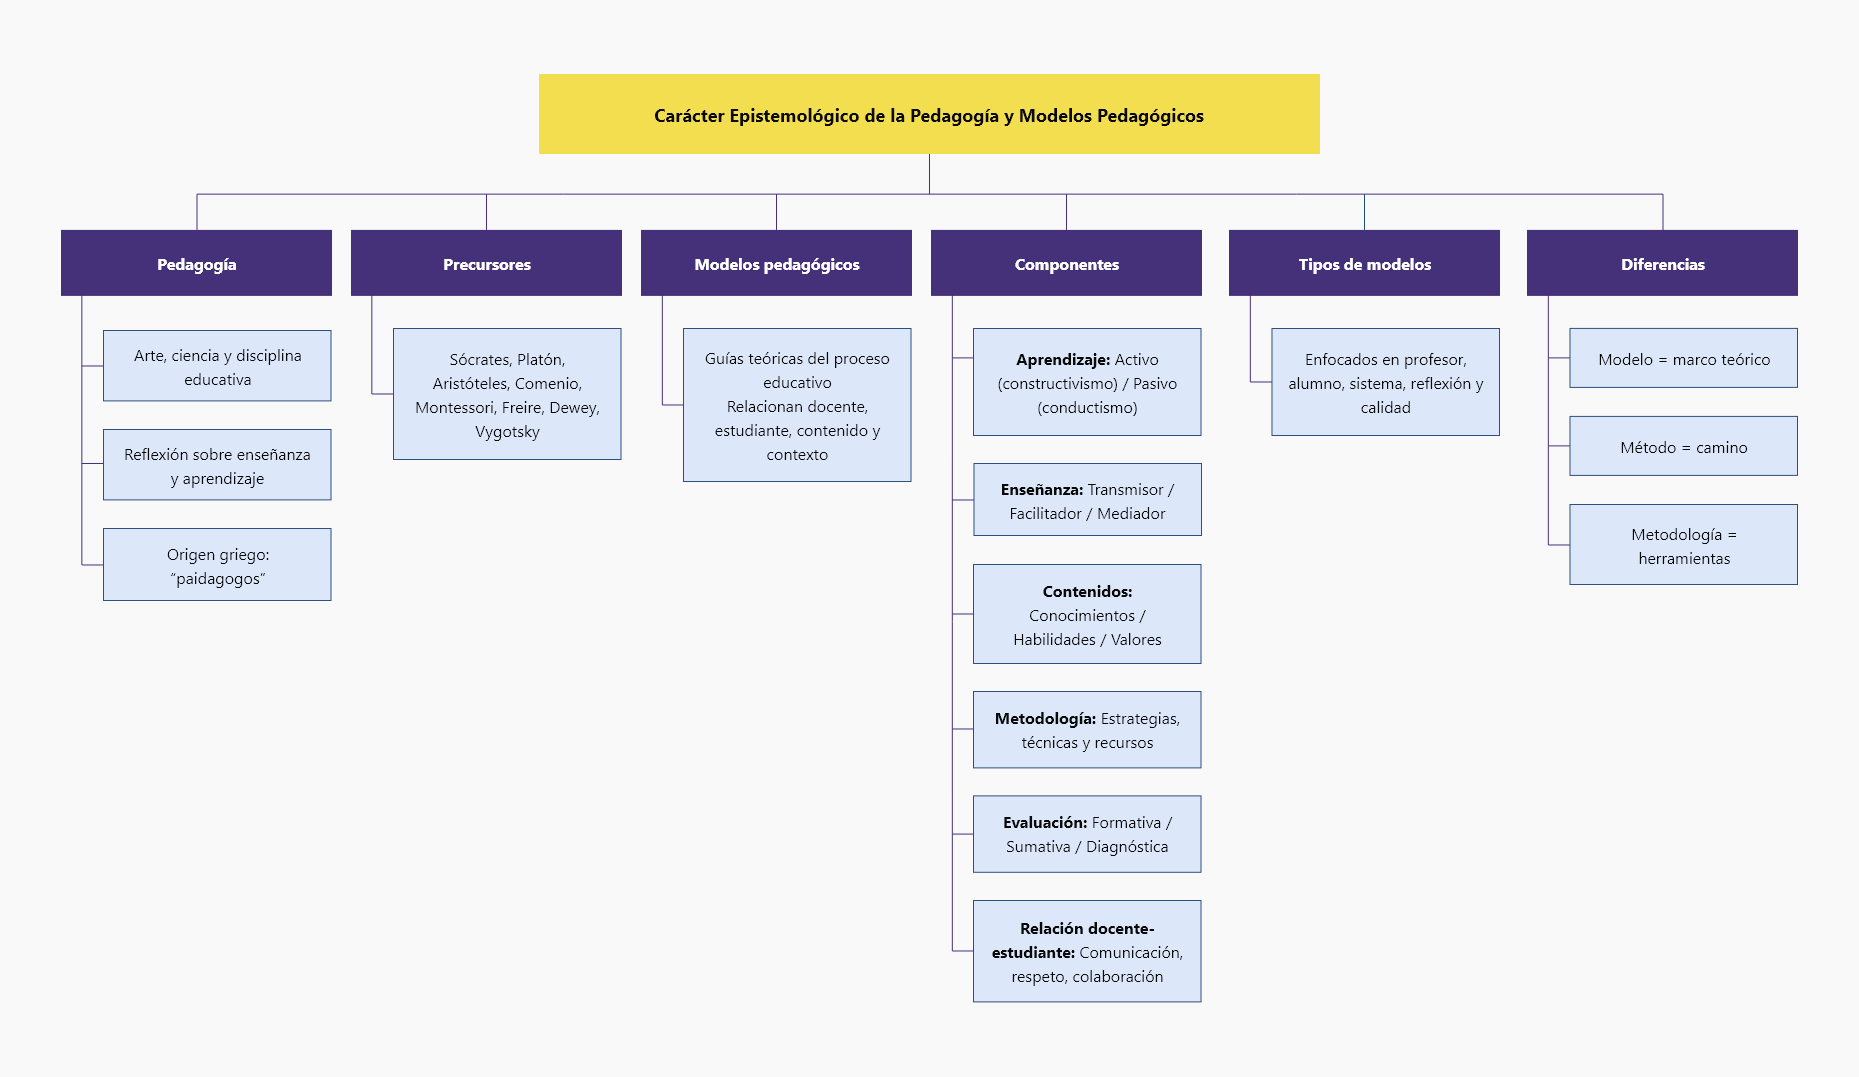 Carácter Epistemológico de la Pedagogía y Modelos Pedagógicos
Pedagogía
Arte, ciencia y disciplina
educativa
Reflexión sobre enseñanza
y aprendizaje
Origen griego:
“paidagogos”
Precursores
Sócrates, Platón,
Aristóteles, Comenio,
Montessori, Freire, Dewey,
Vygotsky
Modelos pedagógicos
Guías teóricas del proceso
educativo
Relacionan docente,
estudiante, contenido y
contexto
Componentes
Aprendizaje: Activo
(constructivismo) / Pasivo
(conductismo)
Enseñanza: Transmisor /
Facilitador / Mediador
Contenidos:
Conocimientos /
Habilidades / Valores
Metodología: Estrategias,
técnicas y recursos
Evaluación: Formativa /
Sumativa / Diagnóstica
Relación docente-
estudiante: Comunicación,
respeto, colaboración
Tipos de modelos
Enfocados en profesor,
alumno, sistema, reflexión y
calidad
Diferencias
Modelo = marco teórico
Método = camino
Metodología =
herramientas